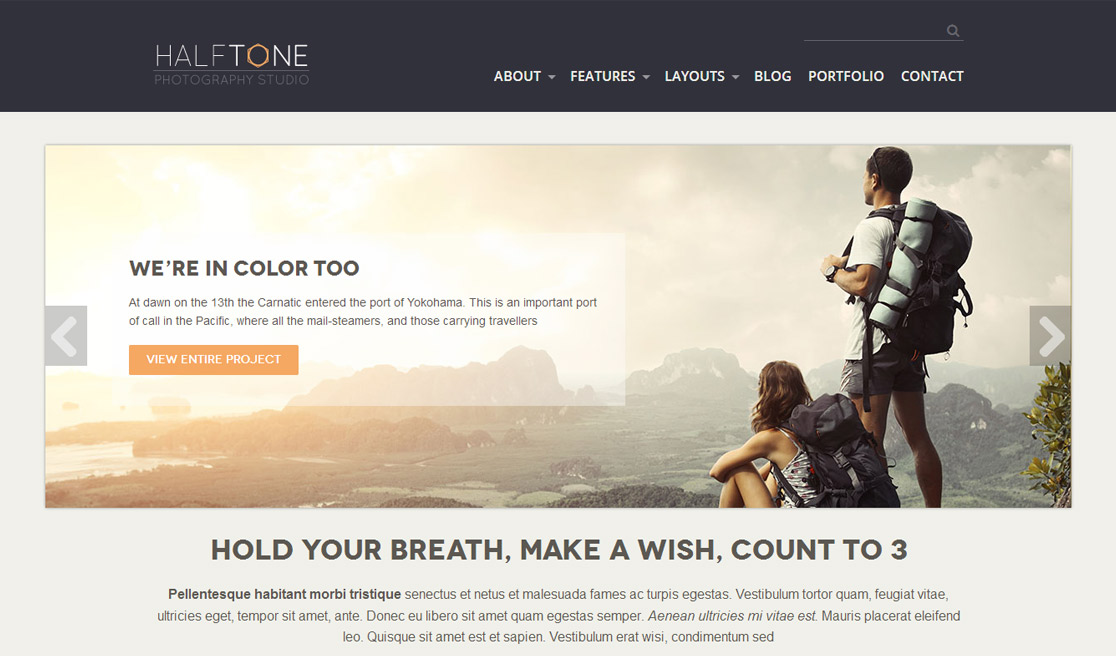 HALFTONE
PHOTOGRAPHY STUDIO
ABOUT FEATURES LAYOUTS BLOG PORTFOLIO CONTACT
WE'RE IN COLOR TOO
At dawn on the 13th the Carnatic entered the port of Yokohama. This is an important port
of call in the Pacific, where all the mail-steamers, and those carrying travellers
VIEW ENTIRE PROJECT
HOLD YOUR BREATH, MAKE A WISH, COUNT TO 3
Pellentesque habitant morbi tristique senectus et netus et malesuada fames ac turpis egestas. Vestibulum tortor quam, feugiat vitae,
ultricies eget, tempor sit amet, ante. Donec eu libero sit amet quam egestas semper. Aenean ultricies mi vitae est. Mauris placerat eleifend
leo. Quisque sit amet est et sapien. Vestibulum erat wisi, condimentum sed